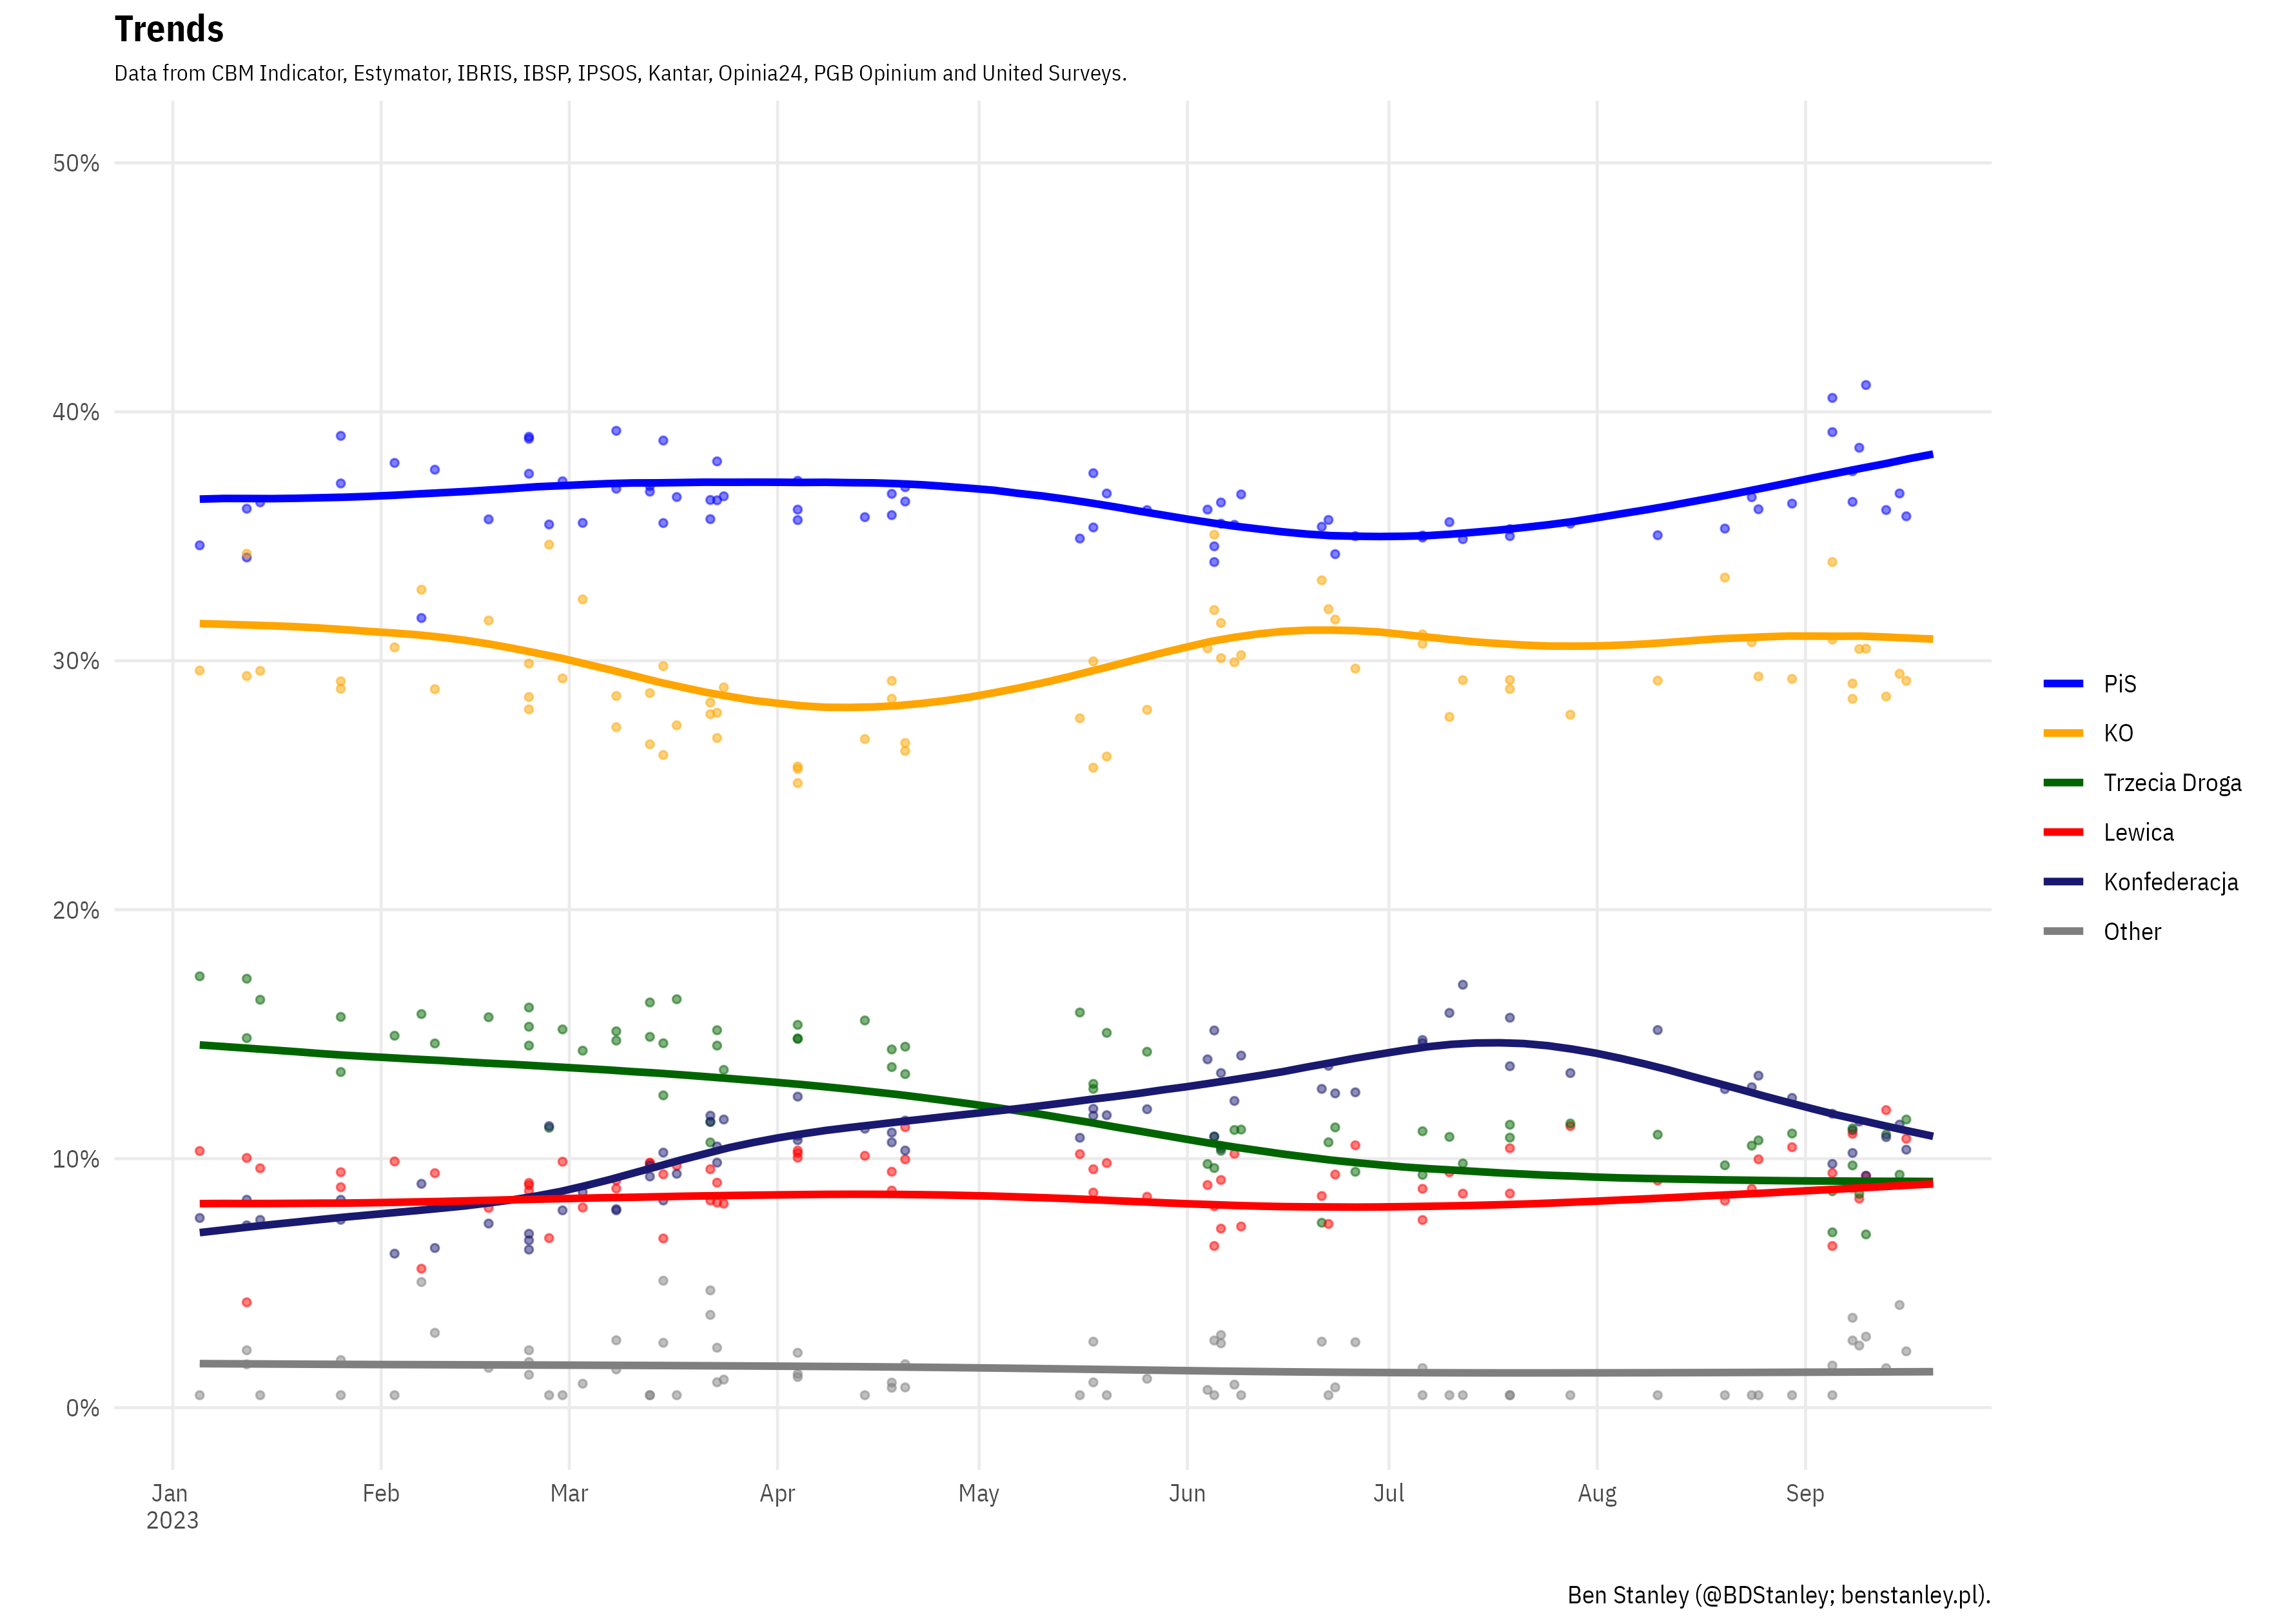 Trends
Data from CBM Indicator, Estymator, IBRIS, IBSP, IPSOS, Kantar, Opinia24, PGB Opinium and United Surveys.
50%
40%
30%
20%
10%
0%
Jan Feb Mar Apr May Jun Jul Aug Sep
2023
PiS
KO
Trzecia Droga
Lewica
Konfederacja
Other
Ben Stanley (@BDStanley; benstanley.pl).